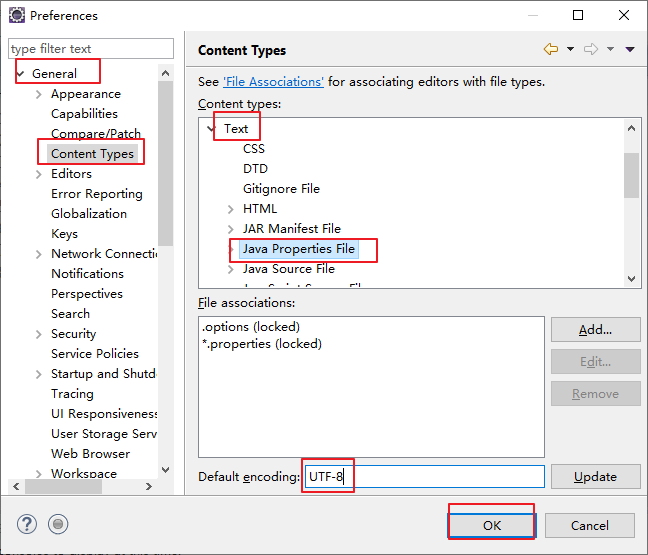 Preferences
type filter text
General
Appearance
Capabilities
Compare/Patch
Content Types
Editors
Error Reporting
Globalization
Keys
Network Connectio
Notifications
Perspectives
Search
Security
Service Policies
Startup and Shutdo
Tracing
UI Responsiveness
User Storage Serv
Web Browser
Workspace
Content Types
See 'File Associations' for associating editors with file types.
Content types:
Text
CSS
DTD
Gitignore File
HTML
JAR Manifest File
Java Properties File
Java Source File
JavaScript Source File
File associations:
.options (locked)
*.properties (locked)
Add...
Edit...
Remove
Default encoding:
UTF-8
Update
OK
Cancel